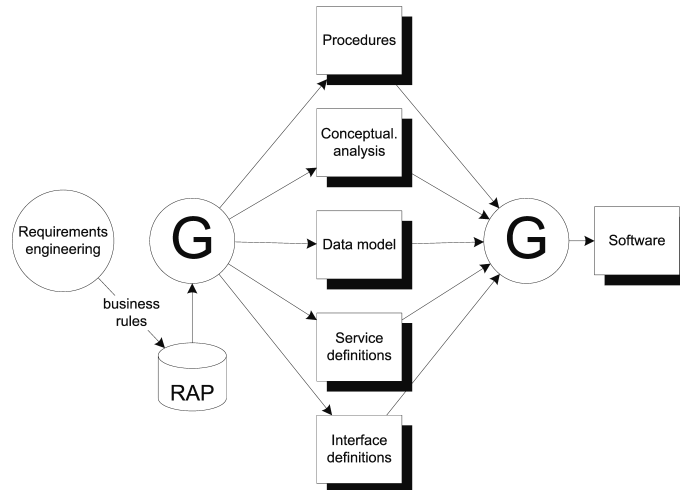 Procedures
Conceptual.
analysis
Requirements
engineering
G
Data model
G
Software
business
rules
RAP
Service
definitions
Interface
definitions